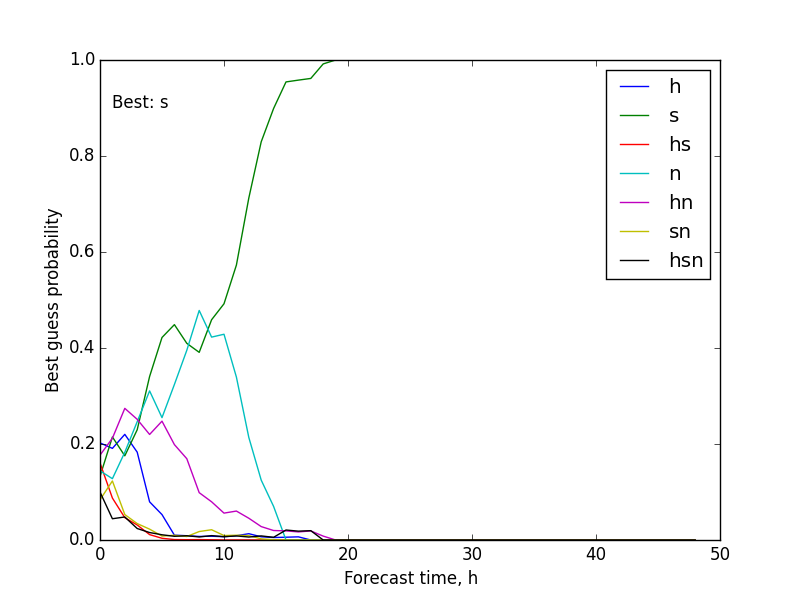 1.0
Best: s
h
s
hs
n
hn
sn
hsn
0.8
0.6
0.4
0.2
0.0
Best guess probability
0 10 20 30 40 50
Forecast time, h